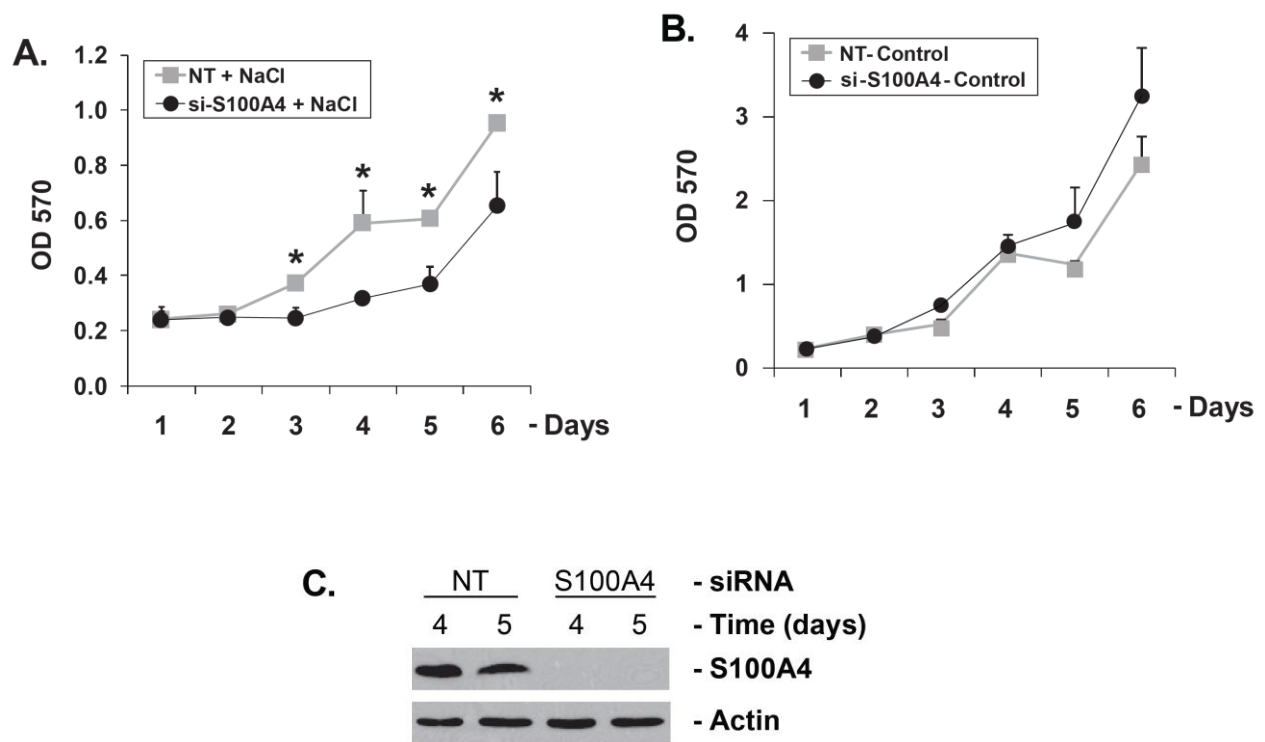 A.
1.2
1.0
0.8
0.6
0.4
0.2
0.0
OD 570
NT + NaCl
si-S100A4 + NaCl
*
*
*
*
1 2 3 4 5 6 - Days
B.
4
3
2
1
0
OD 570
NT- Control
si-S100A4 - Control
1 2 3 4 5 6 - Days
C.
NT S100A4 - siRNA
4 5 4 5 - Time (days)
- S100A4
- Actin